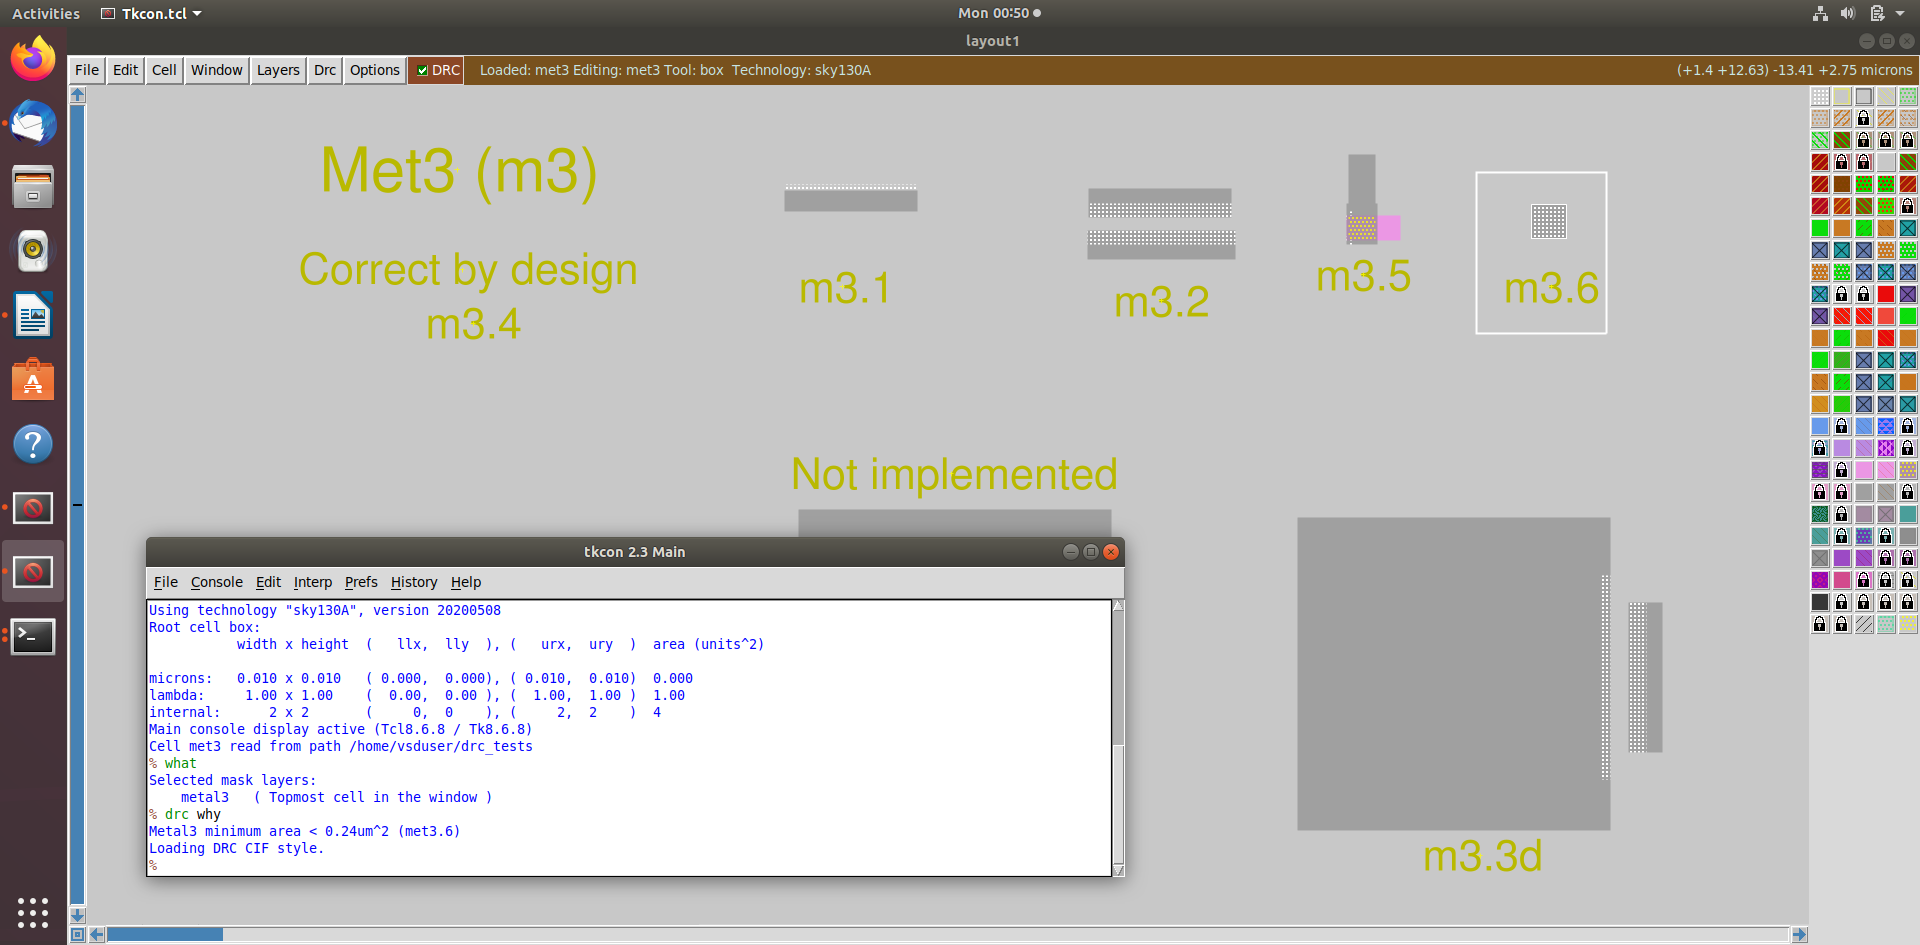 Activities Tkcon.tcl Mon 00:50
layout1
File Edit Cell Window Layers Drc Options DRC Loaded: met3 Editing: met3 Tool: box Technology: sky130A (+1.4 +12.63) -13.41 +2.75 microns
Met3 (m3)
Correct by design
m3.4
m3.1
m3.2
m3.5
m3.6
Not implemented
m3.3d
tkcon 2.3 Main
File Console Edit Interp Prefs History Help
Using technology "sky130A", version 20200508
Root cell box:
width x height ( llx, lly ), ( urx, ury ) area (units^2)
microns: 0.010 x 0.010 ( 0.000, 0.000), ( 0.010, 0.010) 0.000
lambda: 1.00 x 1.00 ( 0.00, 0.00 ), ( 1.00, 1.00 ) 1.00
internal: 2 x 2 ( 0, 0 ), ( 2, 2 ) 4
Main console display active (Tcl8.6.8 / Tk8.6.8)
Cell met3 read from path /home/vsduser/drc_tests
% what
Selected mask layers:
metal3 ( Topmost cell in the window )
% drc why
Metal3 minimum area < 0.24um^2 (met3.6)
Loading DRC CIF style.
%